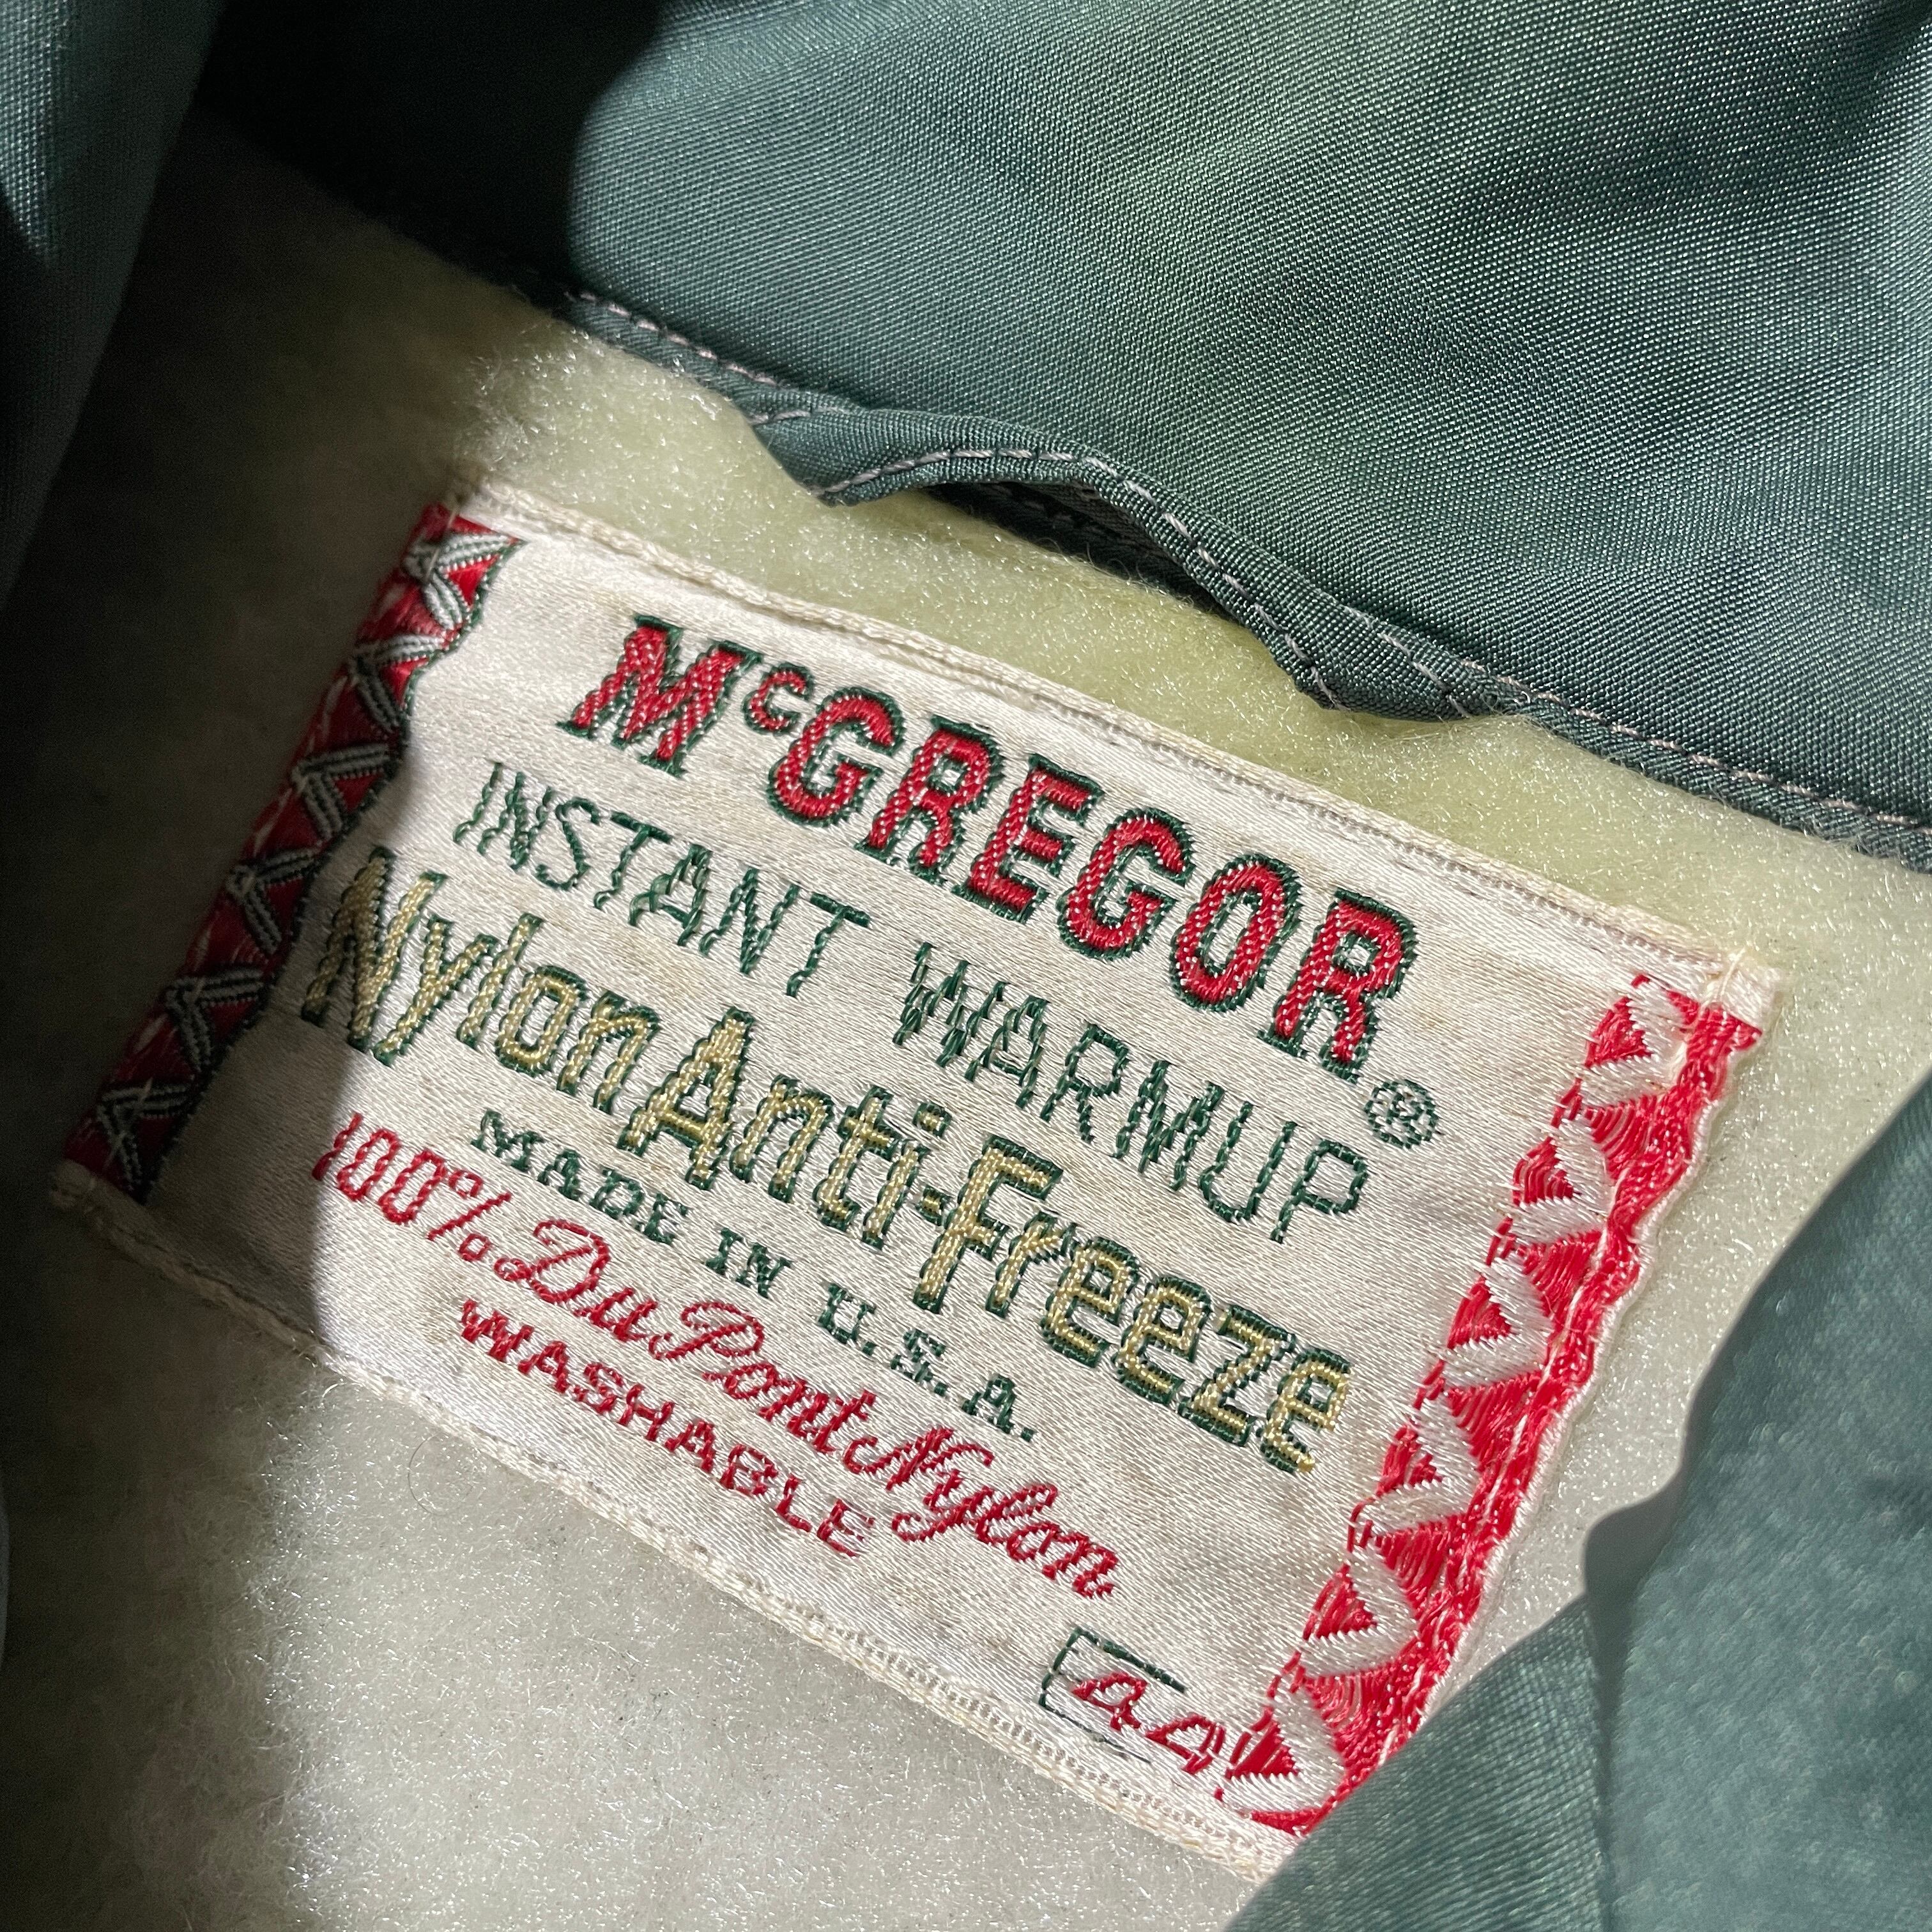 McGREGOR®
INSTANT WARMUP
Nylon Anti-Freeze
MADE IN U.S.A.
100% Du Pont Nylon
WASHABLE
44